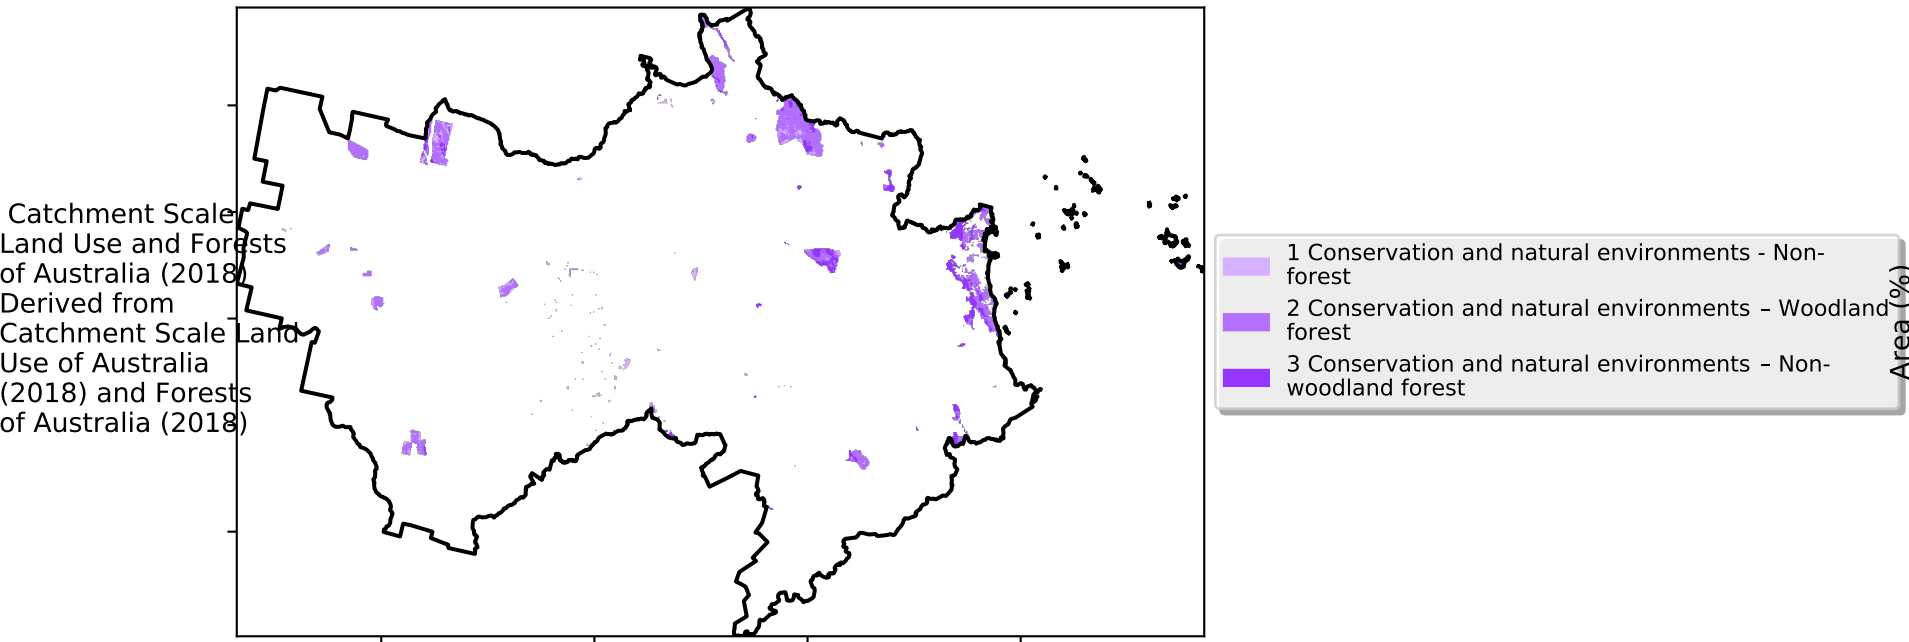 Catchment Scale
Land Use and Forests
of Australia (2018)
Derived from
Catchment Scale Land
Use of Australia
(2018) and Forests
of Australia (2018)
1 Conservation and natural environments - Non-
forest
2 Conservation and natural environments – Woodland
forest
3 Conservation and natural environments – Non-
woodland forest
Area (%)